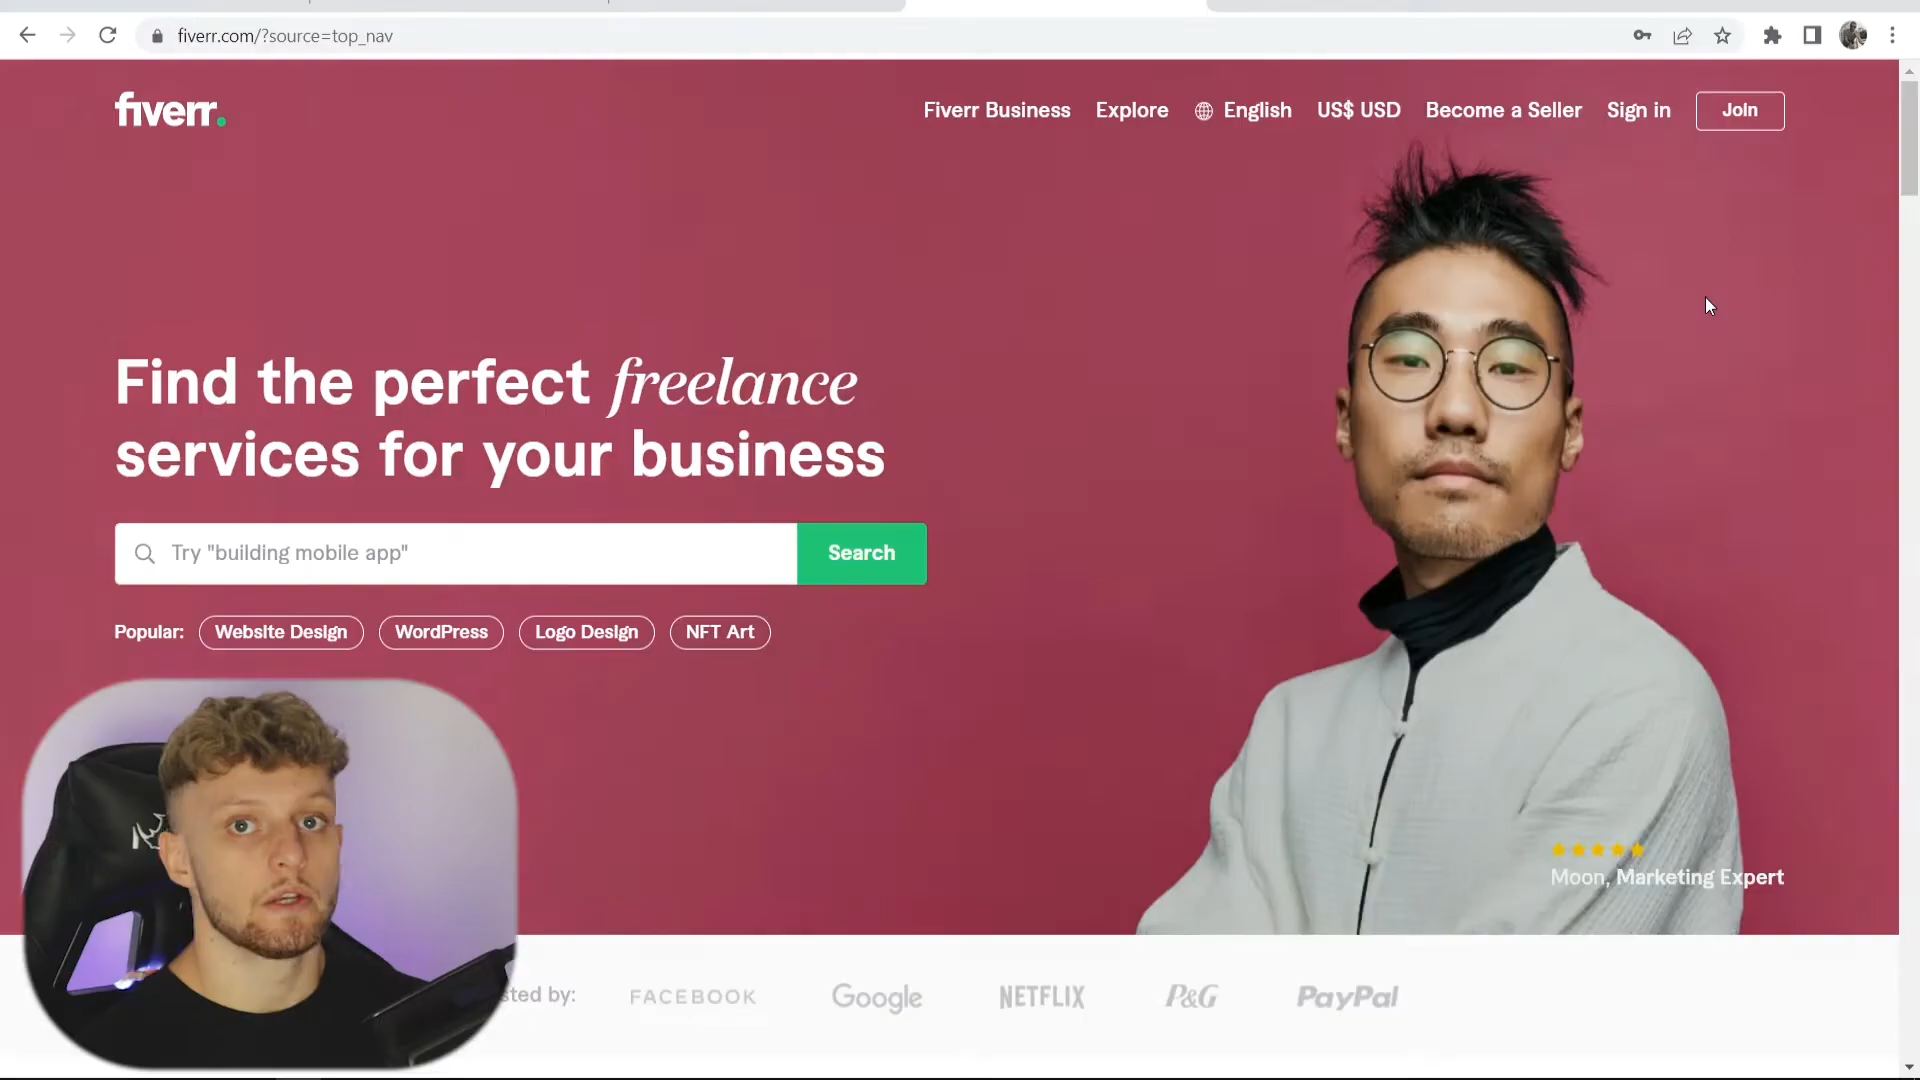 fiverr.com/?source=top_nav
fiverr.
Fiverr Business Explore English US$ USD Become a Seller Sign in Join
Find the perfect freelance
services for your business
Try "building mobile app" Search
Popular: Website Design WordPress Logo Design NFT Art
Moon, Marketing Expert
by: FACEBOOK Google NETFLIX P&G PayPal